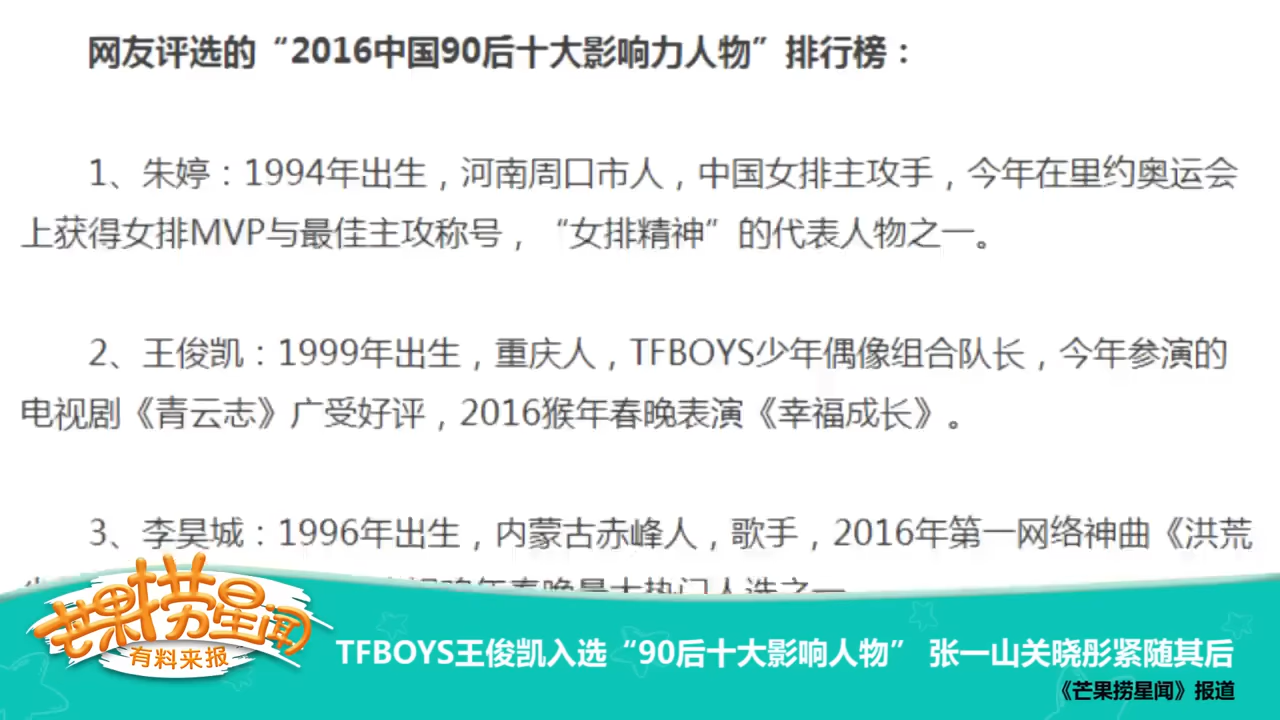 网友评选的“2016中国90后十大影响力人物”排行榜：
1、朱婷：1994年出生，河南周口市人，中国女排主攻手，今年在里约奥运会
上获得女排MVP与最佳主攻称号，“女排精神”的代表人物之一。
2、王俊凯：1999年出生，重庆人，TFBOYS少年偶像组合队长，今年参演的
电视剧《青云志》广受好评，2016猴年春晚表演《幸福成长》。
3、李昊城：1996年出生，内蒙古赤峰人，歌手，2016年第一网络神曲《洪荒
年春晚最大热门人选之一
芒果捞星闻
有料来报
TFBOYS王俊凯入选“90后十大影响人物” 张一山关晓彤紧随其后
《芒果捞星闻》报道